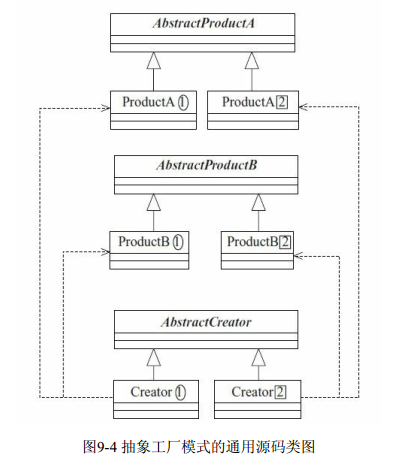 AbstractProductA
ProductA 1 ProductA 2
AbstractProductB
ProductB 1 ProductB 2
AbstractCreator
Creator 1 Creator 2
图9-4 抽象工厂模式的通用源码类图